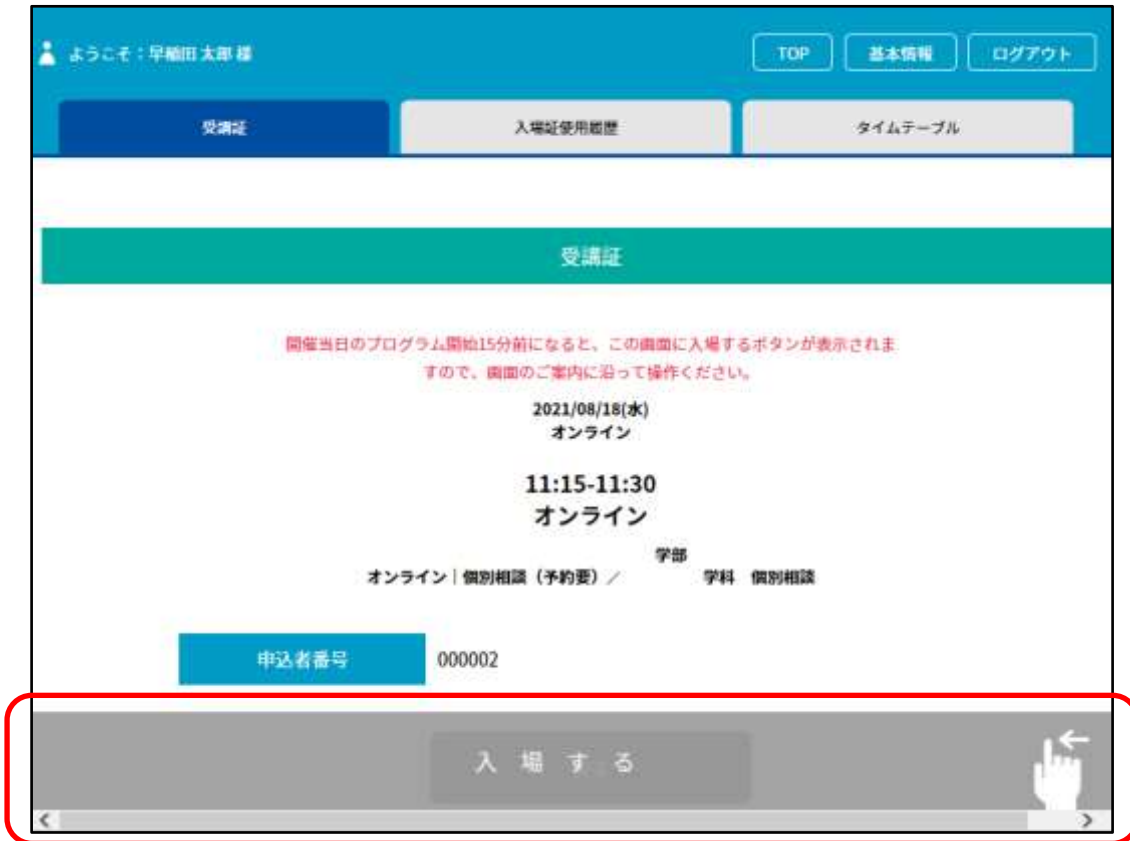 ようこそ：早稲田 太郎 様
TOP
基本情報
ログアウト
受講証
入場証使用履歴
タイムテーブル
受講証
開催当日のプログラム開始15分前になると、この画面に入場するボタンが表示されま
すので、画面のご案内に沿って操作ください。
2021/08/18(水)
オンライン
11:15-11:30
オンライン
学部
オンライン｜個別相談（予約要）／ 学科 個別相談
申込者番号 000002
入場する